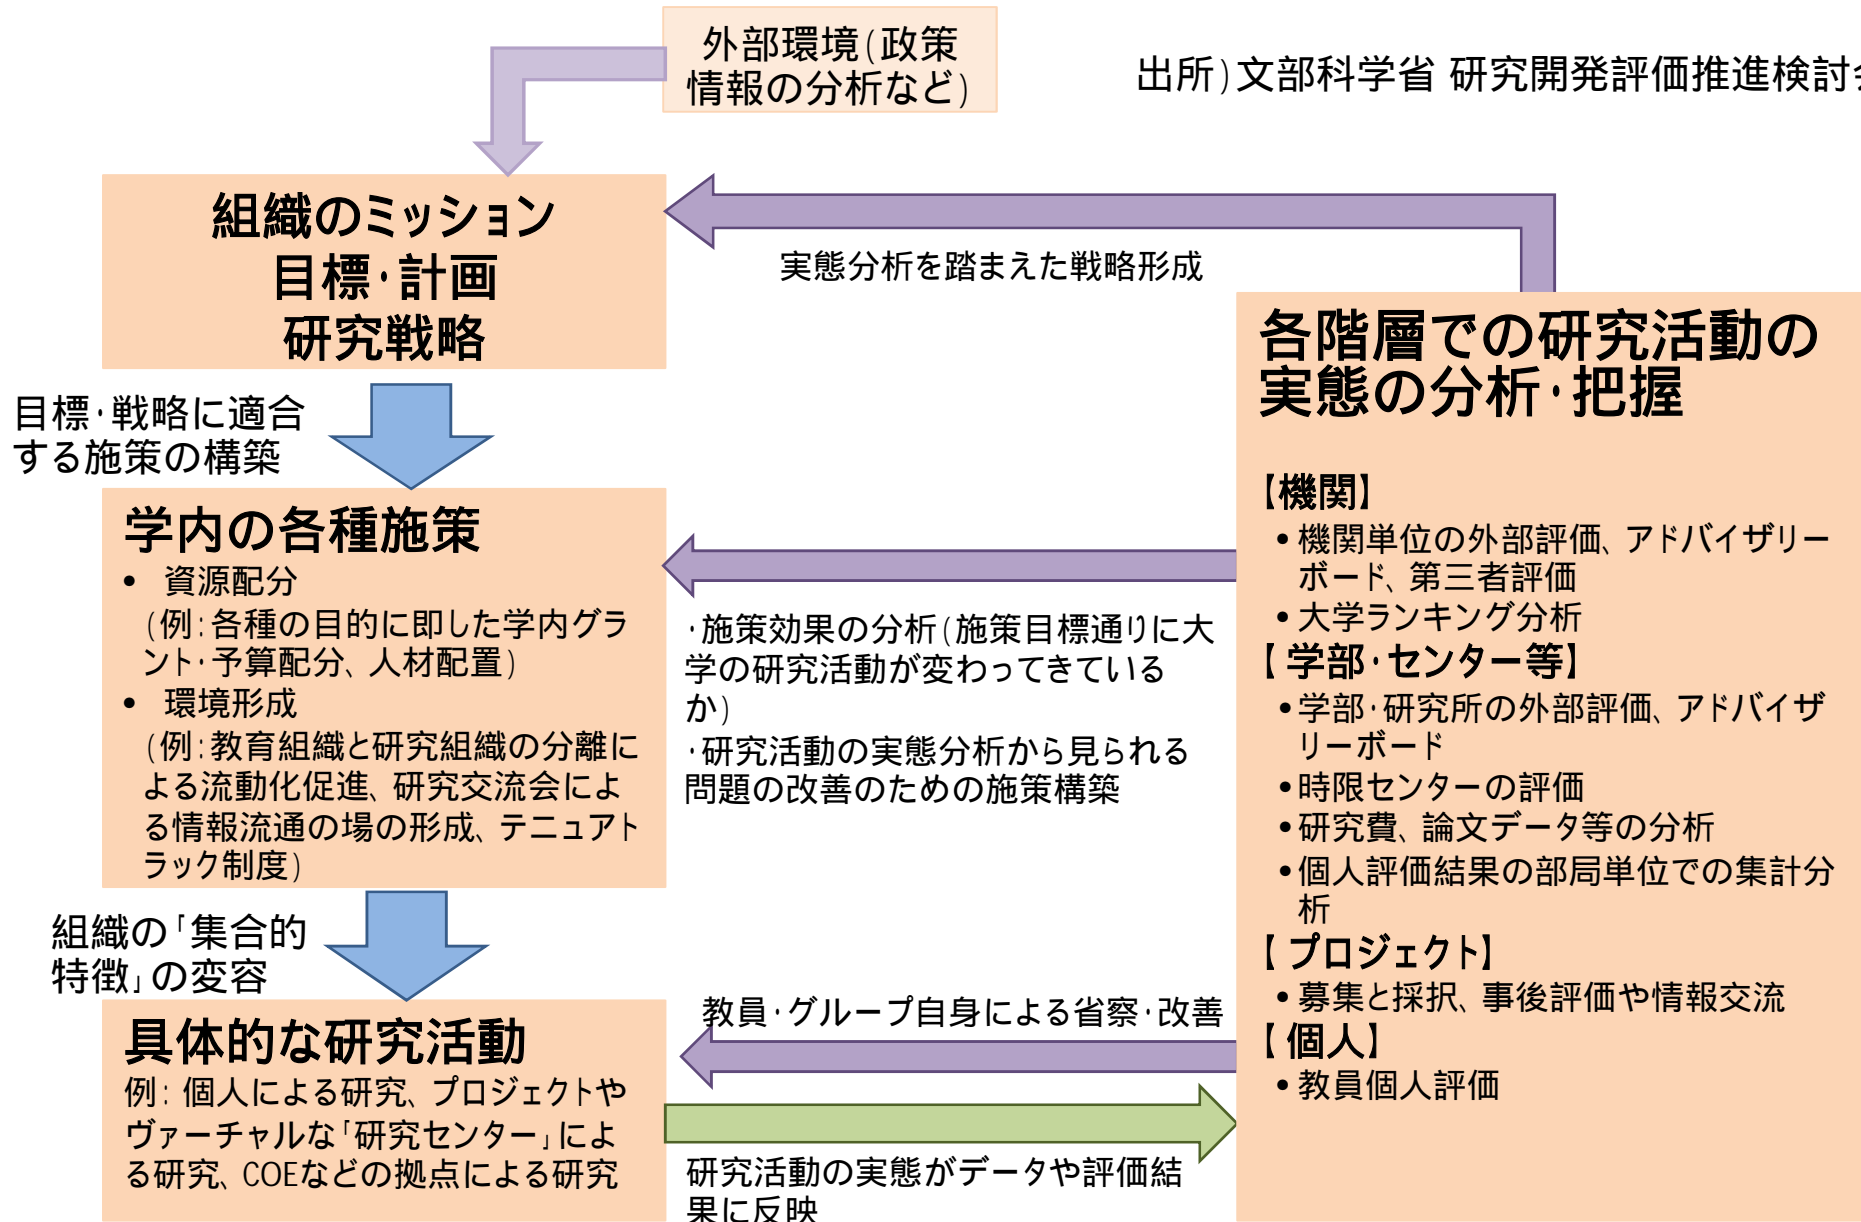 外部環境(政策
情報の分析など)
出所)文部科学省 研究開発評価推進検討会
組織のミッション
目標・計画
研究戦略
実態分析を踏まえた戦略形成
目標・戦略に適合
する施策の構築
学内の各種施策
• 資源配分
(例:各種の目的に即した学内グラ
ント・予算配分、人材配置)
• 環境形成
(例:教育組織と研究組織の分離に
よる流動化促進、研究交流会によ
る情報流通の場の形成、テニュアト
ラック制度)
・施策効果の分析(施策目標通りに大
学の研究活動が変わってきている
か)
・研究活動の実態分析から見られる
問題の改善のための施策構築
組織の「集合的
特徴」の変容
具体的な研究活動
例: 個人による研究、プロジェクトや
ヴァーチャルな「研究センター」によ
る研究、COEなどの拠点による研究
教員・グループ自身による省察・改善
研究活動の実態がデータや評価結
果に反映
各階層での研究活動の
実態の分析・把握
【機関】
•機関単位の外部評価、アドバイザリー
ボード、第三者評価
•大学ランキング分析
【学部・センター等】
•学部・研究所の外部評価、アドバイザ
リーボード
•時限センターの評価
•研究費、論文データ等の分析
•個人評価結果の部局単位での集計分
析
【プロジェクト】
•募集と採択、事後評価や情報交流
【個人】
•教員個人評価